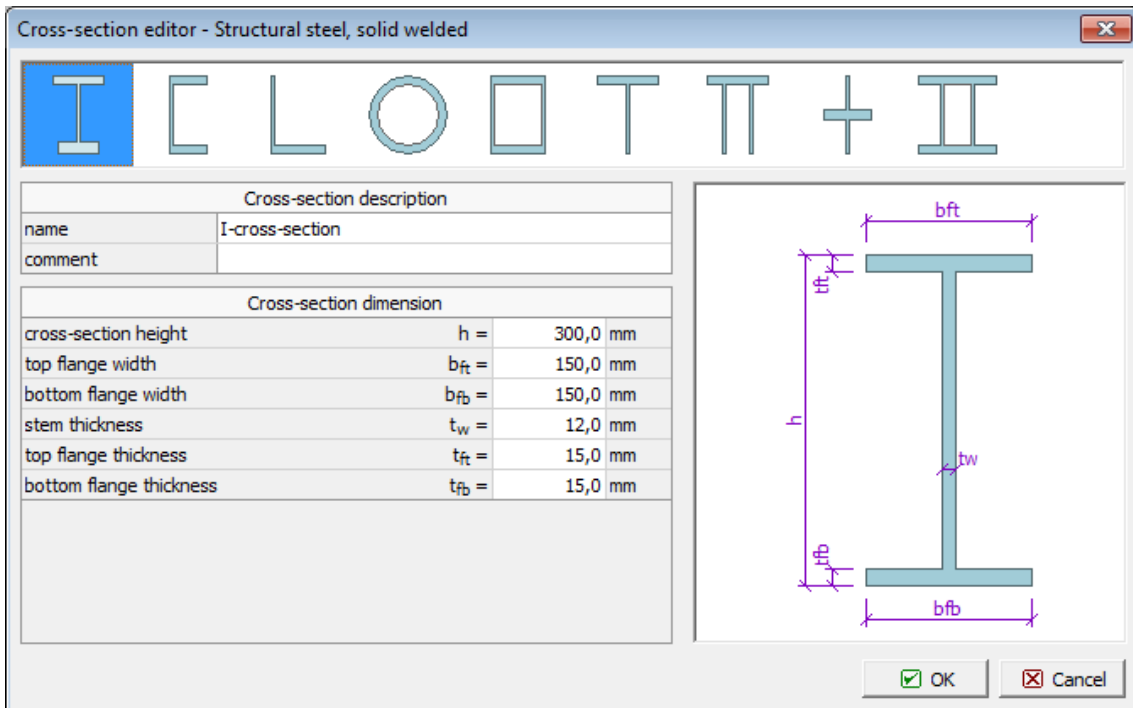 Cross-section editor - Structural steel, solid welded
Cross-section description
name I-cross-section
comment
Cross-section dimension
cross-section height h = 300,0 mm
top flange width bft = 150,0 mm
bottom flange width bfb = 150,0 mm
stem thickness tw = 12,0 mm
top flange thickness tft = 15,0 mm
bottom flange thickness tfb = 15,0 mm
bft
tft
h
tw
tfb
bfb
OK Cancel